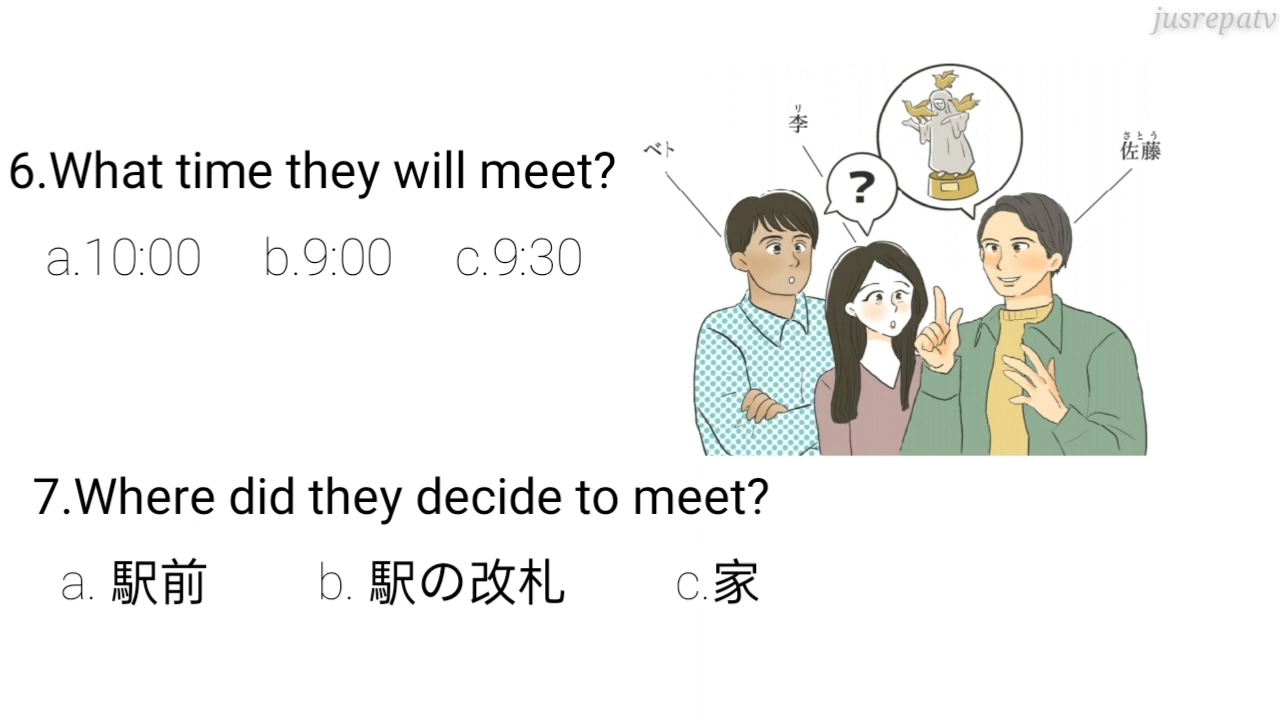 jusrepatv
リ
李
ベト
さとう
佐藤
?
6.What time they will meet?
a.10:00 b.9:00 c.9:30
7.Where did they decide to meet?
a. 駅前 b. 駅の改札 c.家